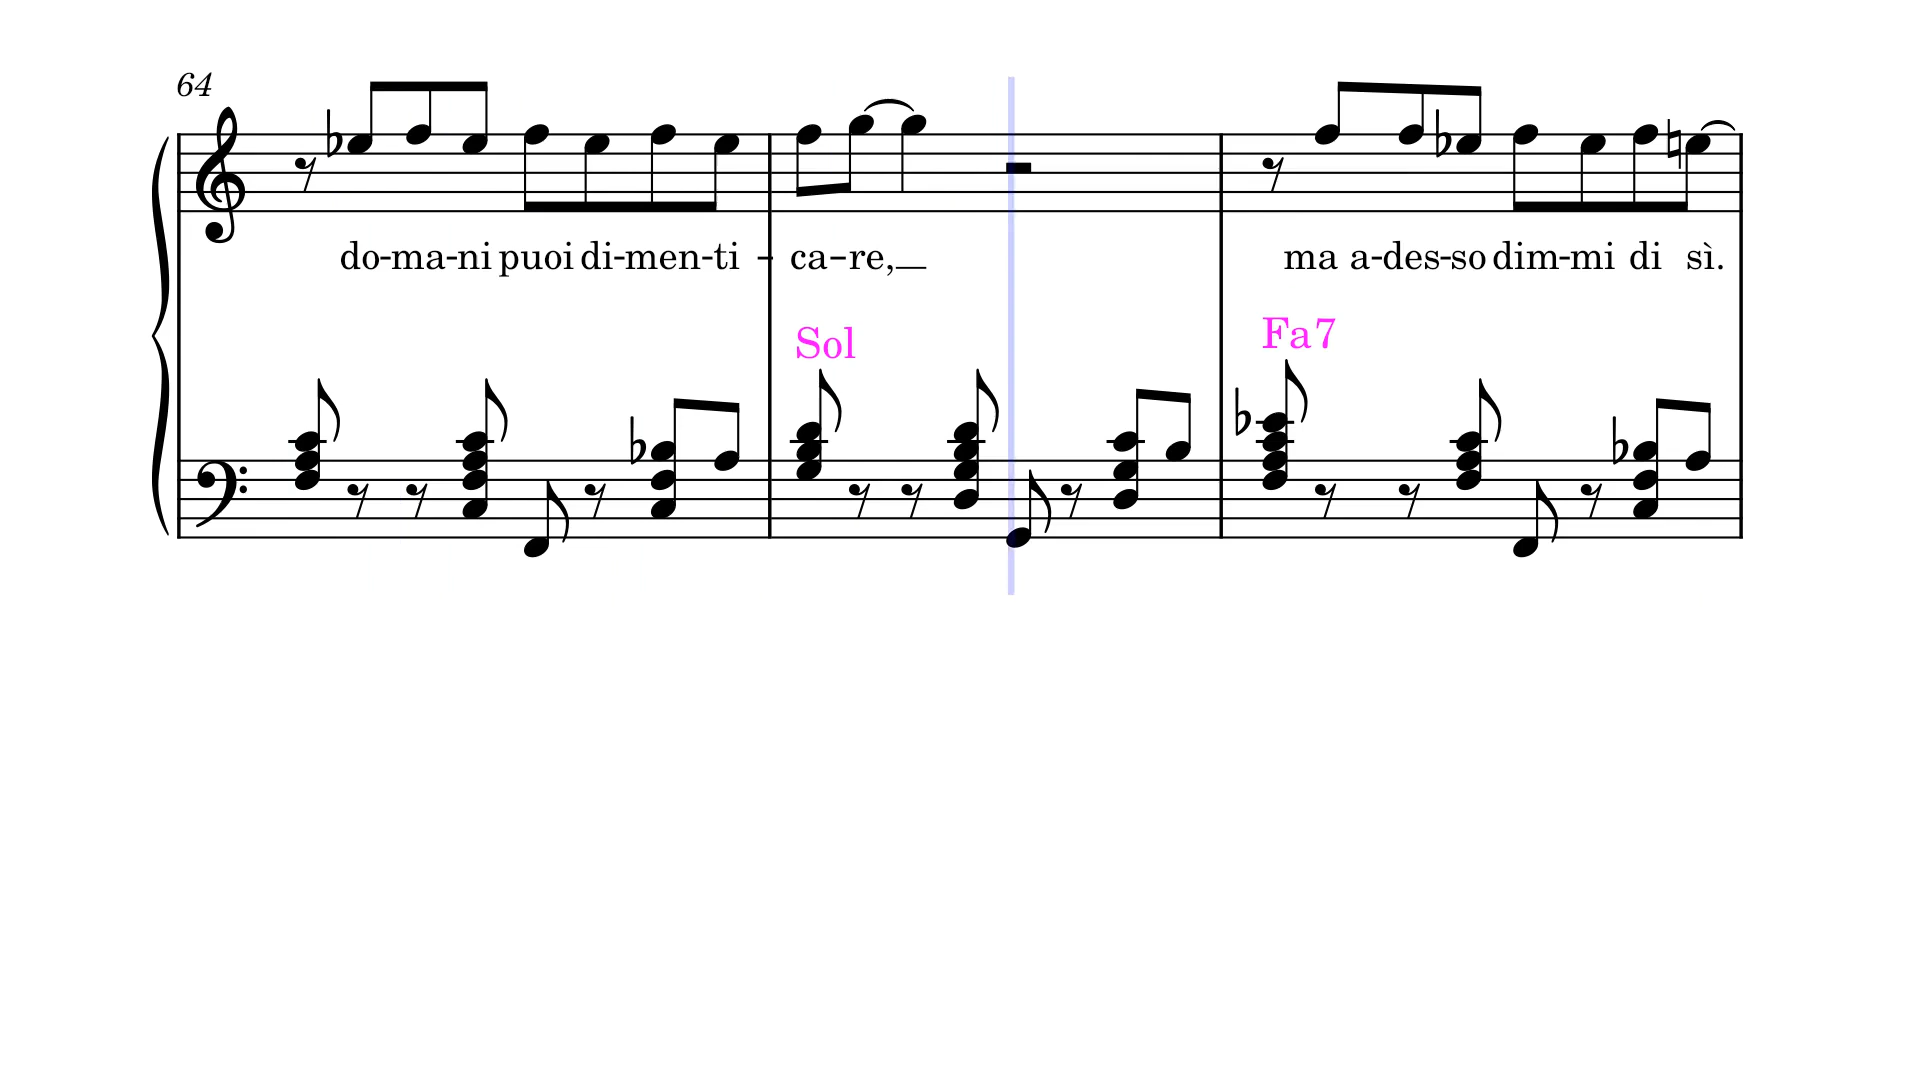 64
do-ma-ni puoi di-men-ti - ca-re,_ ma a-des-so dim-mi di sì.
Sol Fa7